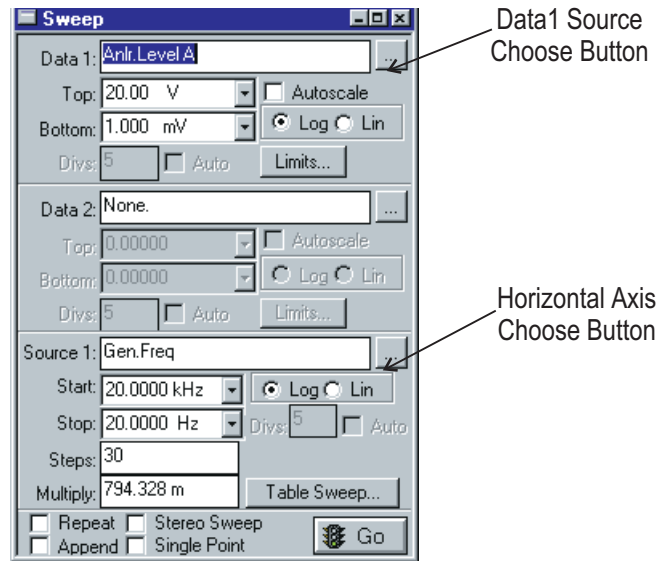 Sweep
Data 1: Anlr.Level A ...
Top: 20.00 V Autoscale
Bottom: 1.000 mV Log Lin
Divs: 5 Auto Limits...
Data 2: None. ...
Top: 0.00000 Autoscale
Bottom: 0.00000 Log Lin
Divs: 5 Auto Limits...
Source 1: Gen.Freq ...
Start: 20.0000 kHz Log Lin
Stop: 20.0000 Hz Divs: 5 Auto
Steps: 30
Multiply: 794.328 m Table Sweep...
Repeat Stereo Sweep
Append Single Point Go
Data1 Source
Choose Button
Horizontal Axis
Choose Button